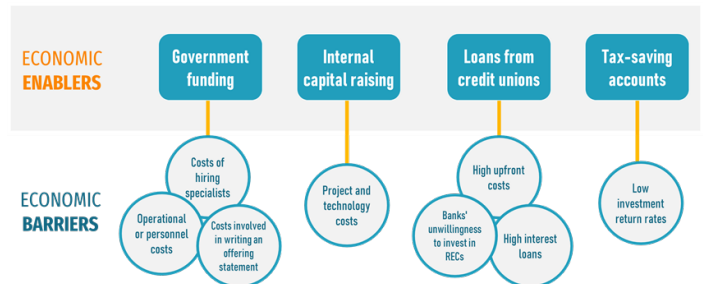 ECONOMIC
ENABLERS
Government
funding
Internal
capital raising
Loans from
credit unions
Tax-saving
accounts
ECONOMIC
BARRIERS
Costs of
hiring
specialists
Operational
or personnel
costs
Costs involved
in writing an
offering
statement
Project and
technology
costs
High upfront
costs
Banks'
unwillingness
to invest in
RECs
High interest
loans
Low
investment
return rates